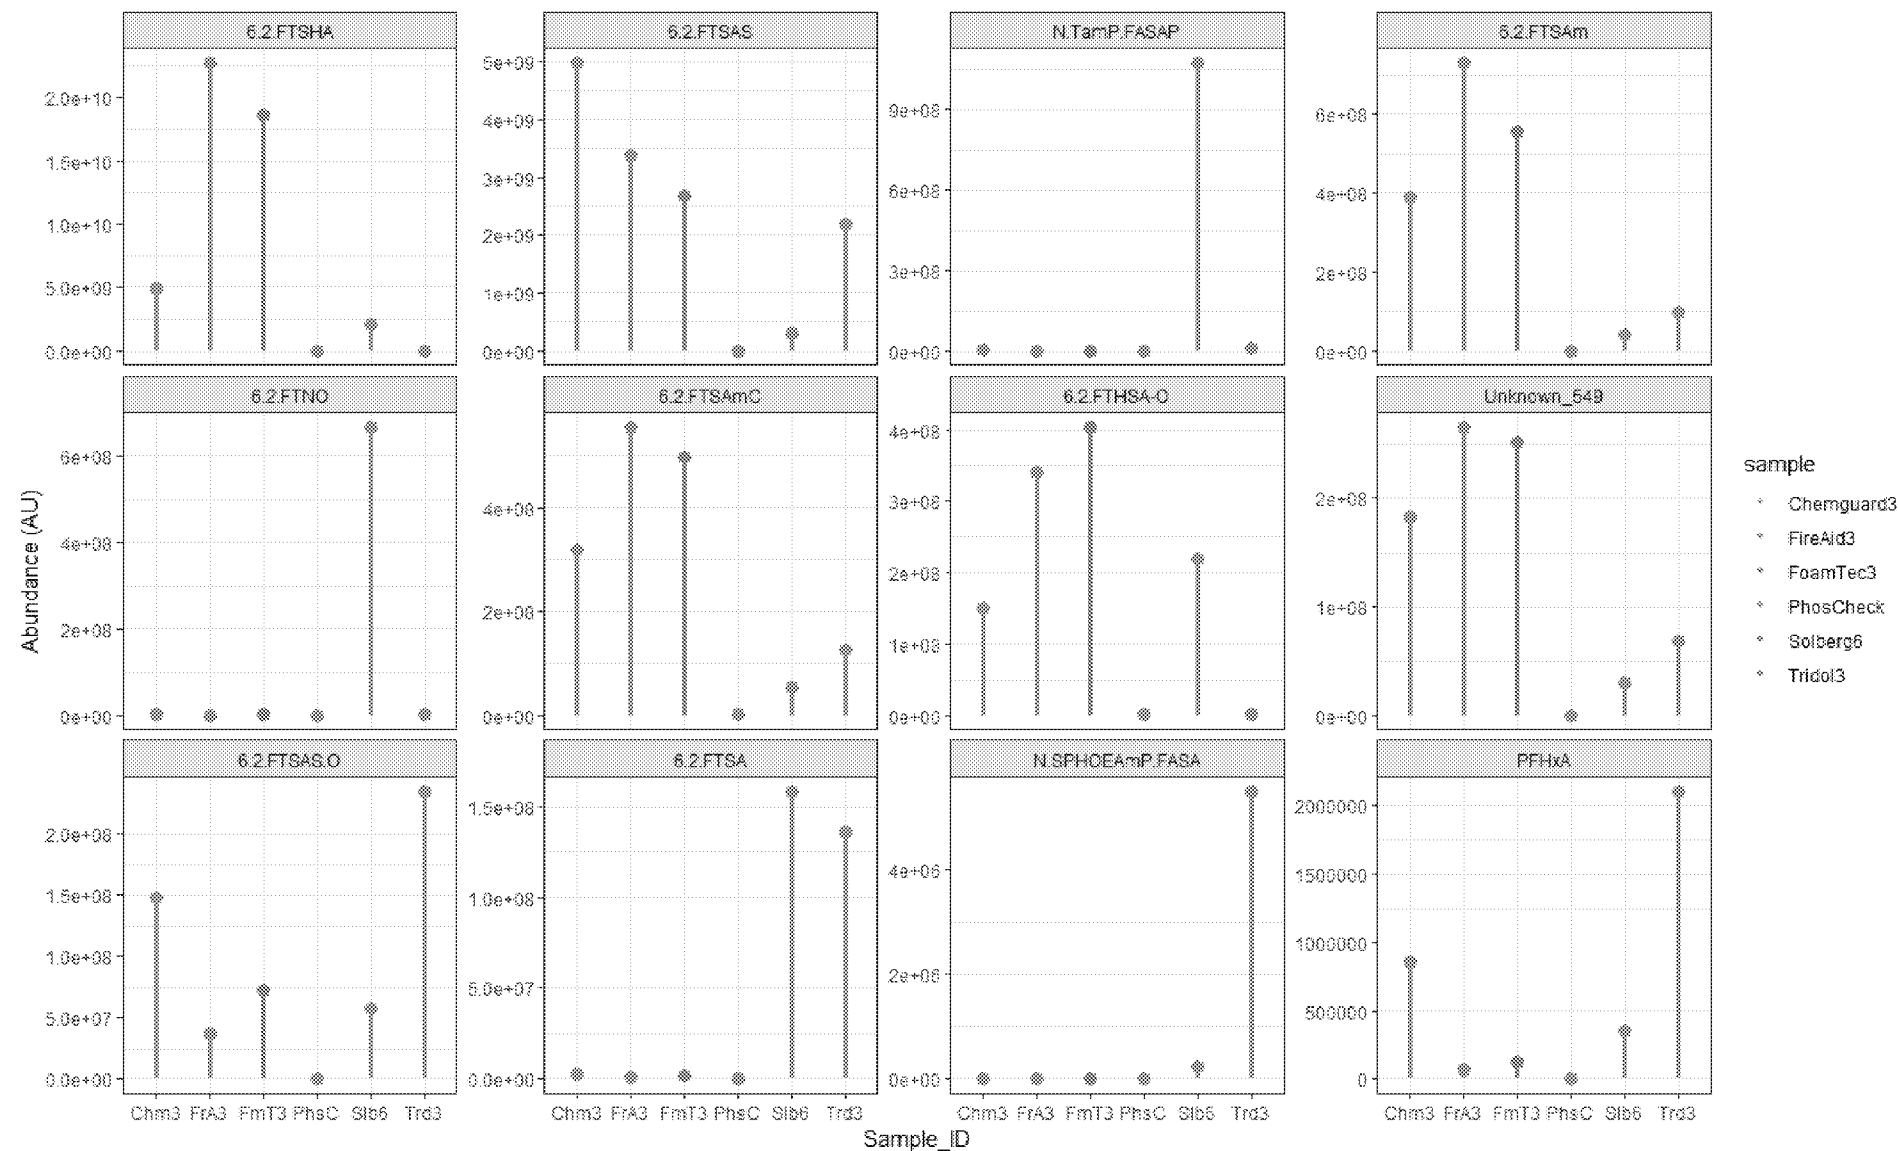 6.2.FTSHA
6.2.FTSAS
N.TamP.FASAP
6.2.FTSAm
2.0e+10
1.5e+10
1.0e+10
5.0e+09
0.0e+00
5e+09
4e+09
3e+09
2e+09
1e+09
0e+00
9e+08
6e+08
3e+08
0e+00
6e+08
4e+08
2e+08
0e+00
6.2.FTNO
6.2.FTSAmC
6.2.FTHSA-O
Unknown_549
6e+08
4e+08
2e+08
0e+00
4e+08
2e+08
0e+00
4e+08
3e+08
2e+08
1e+08
0e+00
2e+08
1e+08
0e+00
6.2.FTSAS.O
6.2.FTSA
N.SPHOEAmP.FASA
PFHxA
2.0e+08
1.5e+08
1.0e+08
5.0e+07
0.0e+00
1.5e+08
1.0e+08
5.0e+07
0.0e+00
4e+06
2e+06
0e+00
2000000
1500000
1000000
500000
0
Chm3 FrA3 FmT3 PhsC Slb6 Trd3
Chm3 FrA3 FmT3 PhsC Slb6 Trd3
Chm3 FrA3 FmT3 PhsC Slb6 Trd3
Chm3 FrA3 FmT3 PhsC Slb6 Trd3
Sample_ID
Abundance (AU)
sample
Chemguard3
FireAid3
FoamTec3
PhosCheck
Solberg6
Tridol3